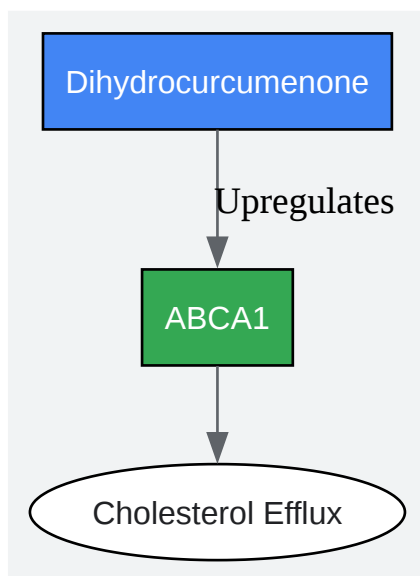 Dihydrocurcumenone
Upregulates
ABCA1
Cholesterol Efflux